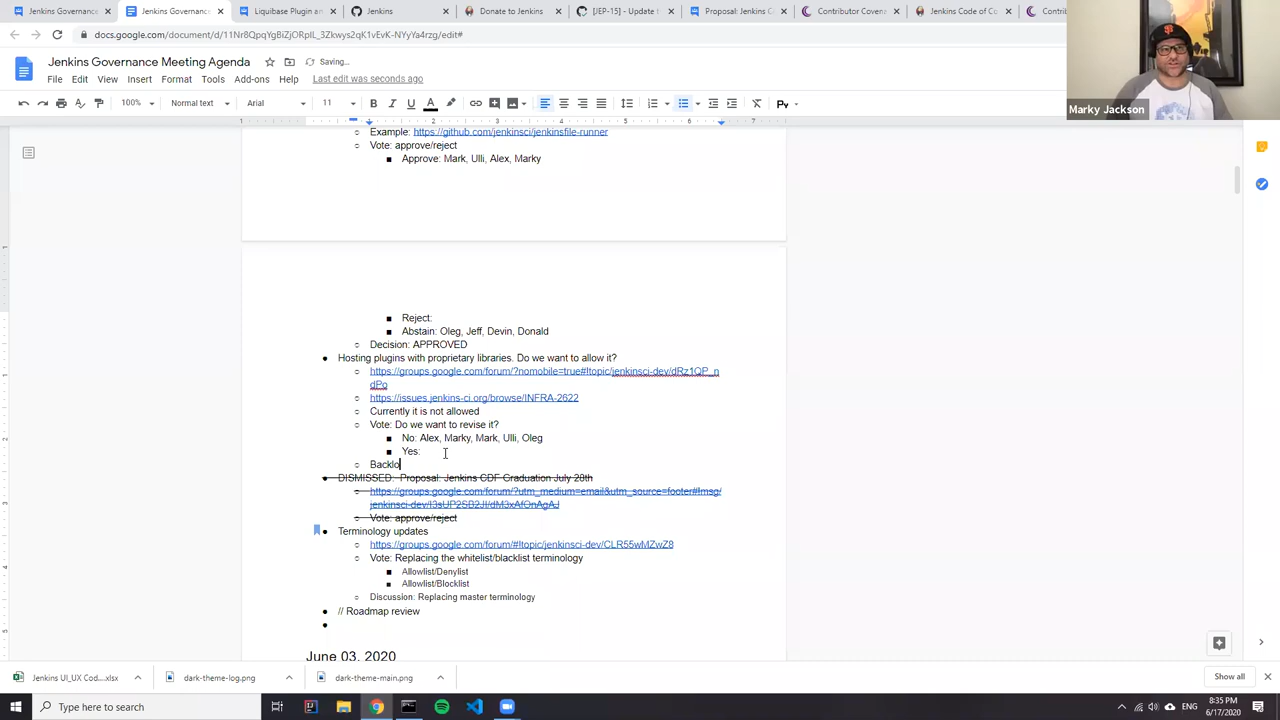 Jenkins Governance
Jenkins Governance
Liquibase Plugin an
Jenkins
Donate to Jenkins
[JEP-15] - Update
Proposal: Jenkins C
Contributor Covena
Jenkins Code of Co
Contrib
docs.google.com/document/d/
Jenkins Governance Meeting Agenda
Saving...
File Edit View Insert Format Tools Add-ons Help Last edit was seconds ago
100% Normal text Arial 11
Marky Jackson
Example: https://github.com/jenkinsci/jenkinsfile-runner
Vote: approve/reject
Approve: Mark, Ulli, Alex, Marky
Reject:
Abstain: Oleg, Jeff, Devin, Donald
Decision: APPROVED
Hosting plugins with proprietary libraries. Do we want to allow it?
https://groups.google.com/forum/?nomobile=true#!topic/jenkinsci-dev/dRz1QP_n
dPo
https://issues.jenkins-ci.org/browse/INFRA-2622
Currently it is not allowed
Vote: Do we want to revise it?
No: Alex, Marky, Mark, Ulli, Oleg
Yes:
Backlo
DISMISSED: Proposal: Jenkins CDF Graduation July 28th
https://groups.google.com/forum/?utm_medium=email&utm_source=footer#!msg/
jenkinsci-dev/I3sUP2SB2JI/dM3xAfOnAgAJ
Vote: approve/reject
Terminology updates
https://groups.google.com/forum/#!topic/jenkinsci-dev/CLR55wMZwZ8
Vote: Replacing the whitelist/blacklist terminology
Allowlist/Denylist
Allowlist/Blocklist
Discussion: Replacing master terminology
// Roadmap review
June 03, 2020
Jenkins UI_UX Cod....xlsx
dark-theme-log.png
dark-theme-main.png
Show all
Type here to search
ENG
8:35 PM
6/17/2020